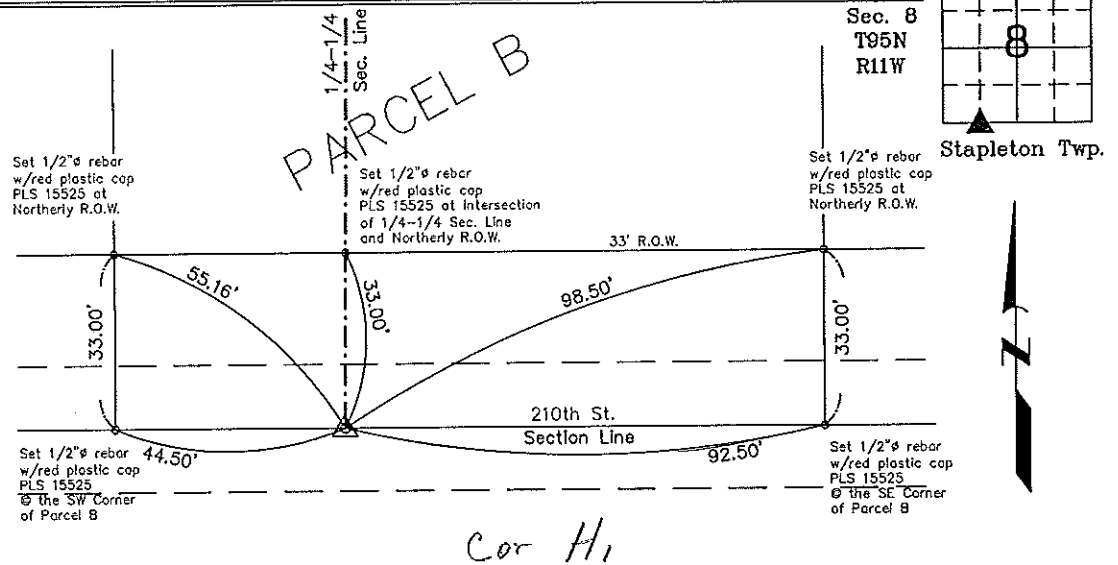 Sec. 8
T95N
R11W
8
Stapleton Twp.
1/4-1/4
Sec. Line
PARCEL B
Set 1/2"ø rebar
w/red plastic cap
PLS 15525 at
Northerly R.O.W.
Set 1/2"ø rebar
w/red plastic cap
PLS 15525 at Intersection
of 1/4-1/4 Sec. Line
and Northerly R.O.W.
Set 1/2"ø rebar
w/red plastic cap
PLS 15525 at
Northerly R.O.W.
33' R.O.W.
55.16'
33.00'
98.50'
33.00'
33.00'
N
210th St.
Section Line
44.50'
92.50'
Set 1/2"ø rebar
w/red plastic cap
PLS 15525
© the SW Corner
of Parcel B
Set 1/2"ø rebar
w/red plastic cap
PLS 15525
© the SE Corner
of Parcel B
Cor H1